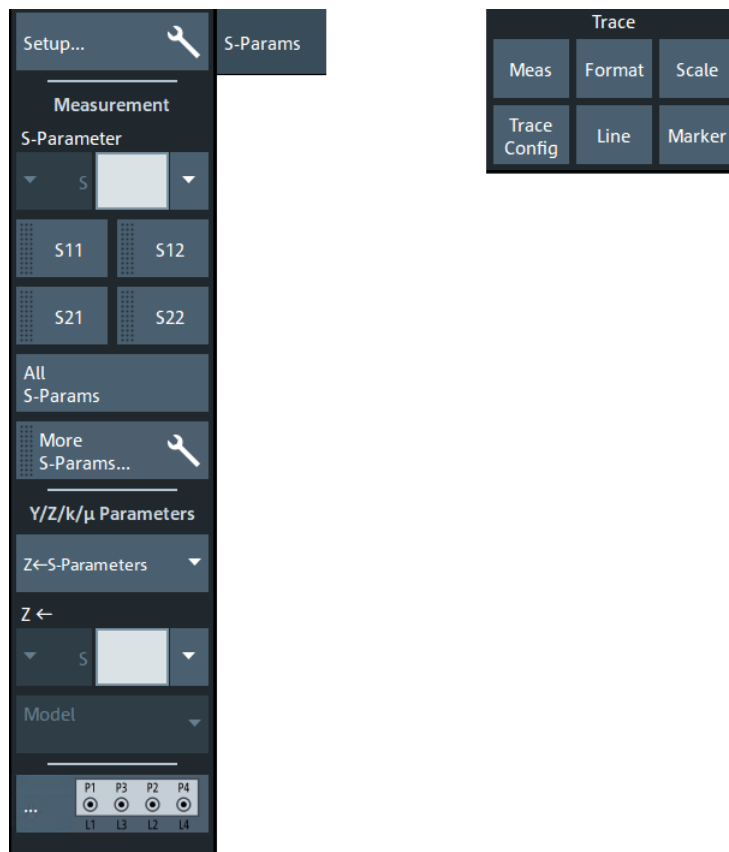 Setup...
S-Params
Measurement
S-Parameter
S
S11
S12
S21
S22
All
S-Params
More
S-Params...
Y/Z/k/µ Parameters
Z←S-Parameters
Z ←
S
Model
...
P1 P3 P2 P4
L1 L3 L2 L4
Trace
Meas
Format
Scale
Trace
Config
Line
Marker